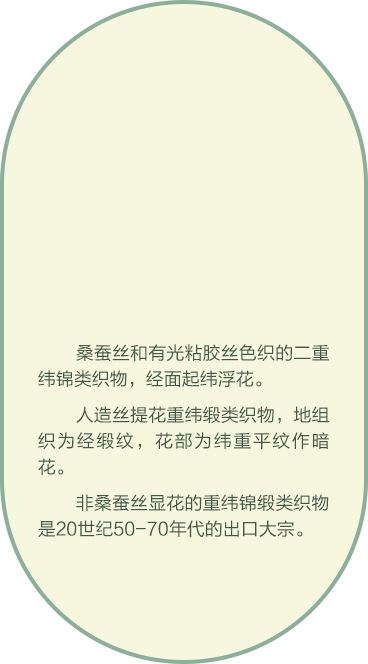 桑蚕丝和有光粘胶丝色织的二重
纬锦类织物，经面起纬浮花。
人造丝提花重纬缎类织物，地组
织为经缎纹，花部为纬重平纹作暗
花。
非桑蚕丝显花的重纬锦缎类织物
是20世纪50-70年代的出口大宗。